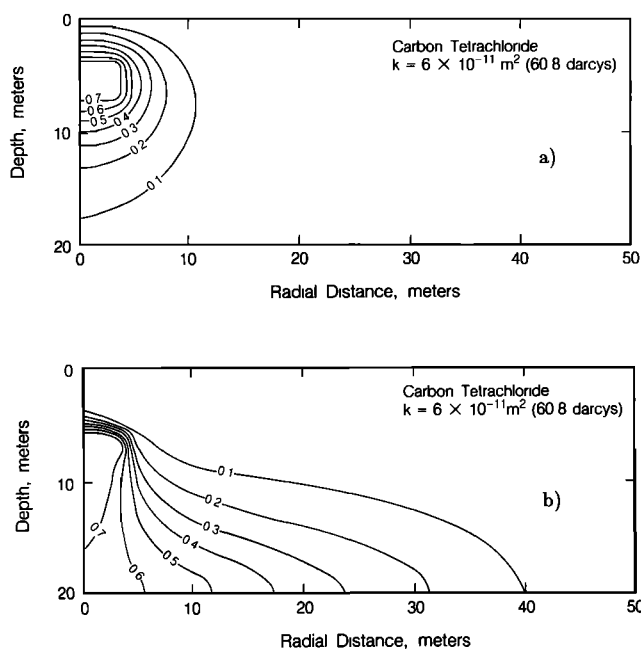 0
10
20
Depth, meters
Carbon Tetrachloride
k = 6 × 10⁻¹¹ m² (60 8 darcys)
0 7
0 6
0 5
0 4
0 3
0 2
0 1
a)
0 10 20 30 40 50
Radial Distance, meters
0
10
20
Depth, meters
Carbon Tetrachloride
k = 6 × 10⁻¹¹m² (60 8 darcys)
0 1
0 2
0 3
0 4
0 5
0 6
0 7
b)
0 10 20 30 40 50
Radial Distance, meters